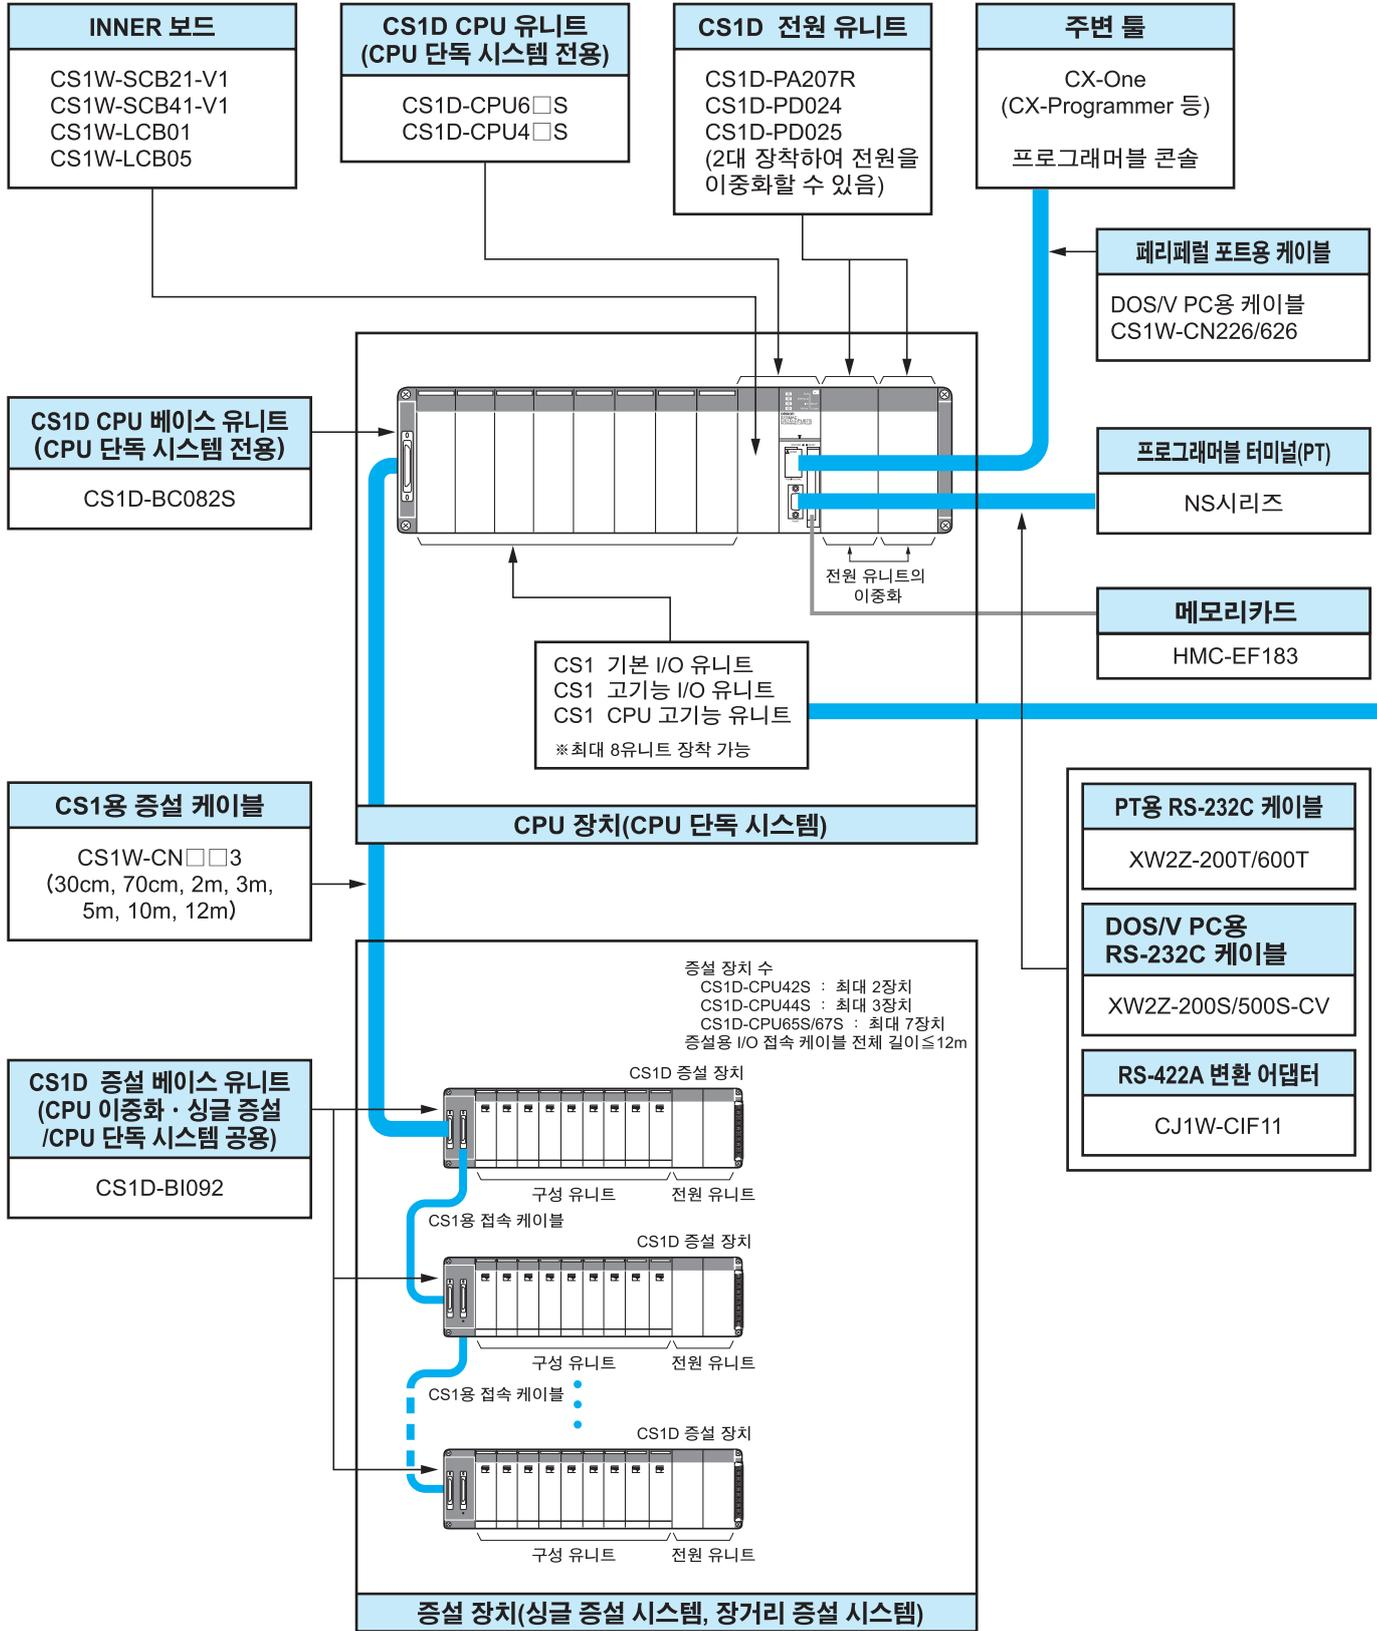 INNER 보드
CS1W-SCB21-V1
CS1W-SCB41-V1
CS1W-LCB01
CS1W-LCB05
CS1D CPU 유니트
(CPU 단독 시스템 전용)
CS1D-CPU6□S
CS1D-CPU4□S
CS1D 전원 유니트
CS1D-PA207R
CS1D-PD024
CS1D-PD025
(2대 장착하여 전원을
이중화할 수 있음)
주변 툴
CX-One
(CX-Programmer 등)
프로그래머블 콘솔
페리페럴 포트용 케이블
DOS/V PC용 케이블
CS1W-CN226/626
CS1D CPU 베이스 유니트
(CPU 단독 시스템 전용)
CS1D-BC082S
프로그래머블 터미널(PT)
NS시리즈
전원 유니트의
이중화
메모리카드
HMC-EF183
CS1 기본 I/O 유니트
CS1 고기능 I/O 유니트
CS1 CPU 고기능 유니트
※최대 8유니트 장착 가능
CPU 장치(CPU 단독 시스템)
CS1용 증설 케이블
CS1W-CN□□3
(30cm, 70cm, 2m, 3m,
5m, 10m, 12m)
PT용 RS-232C 케이블
XW2Z-200T/600T
DOS/V PC용
RS-232C 케이블
XW2Z-200S/500S-CV
RS-422A 변환 어댑터
CJ1W-CIF11
증설 장치 수
CS1D-CPU42S : 최대 2장치
CS1D-CPU44S : 최대 3장치
CS1D-CPU65S/67S : 최대 7장치
증설용 I/O 접속 케이블 전체 길이≦12m
CS1D 증설 베이스 유니트
(CPU 이중화 · 싱글 증설
/CPU 단독 시스템 공용)
CS1D-BI092
CS1D 증설 장치
구성 유니트 전원 유니트
CS1용 접속 케이블
CS1D 증설 장치
구성 유니트 전원 유니트
CS1용 접속 케이블
CS1D 증설 장치
구성 유니트 전원 유니트
증설 장치(싱글 증설 시스템, 장거리 증설 시스템)